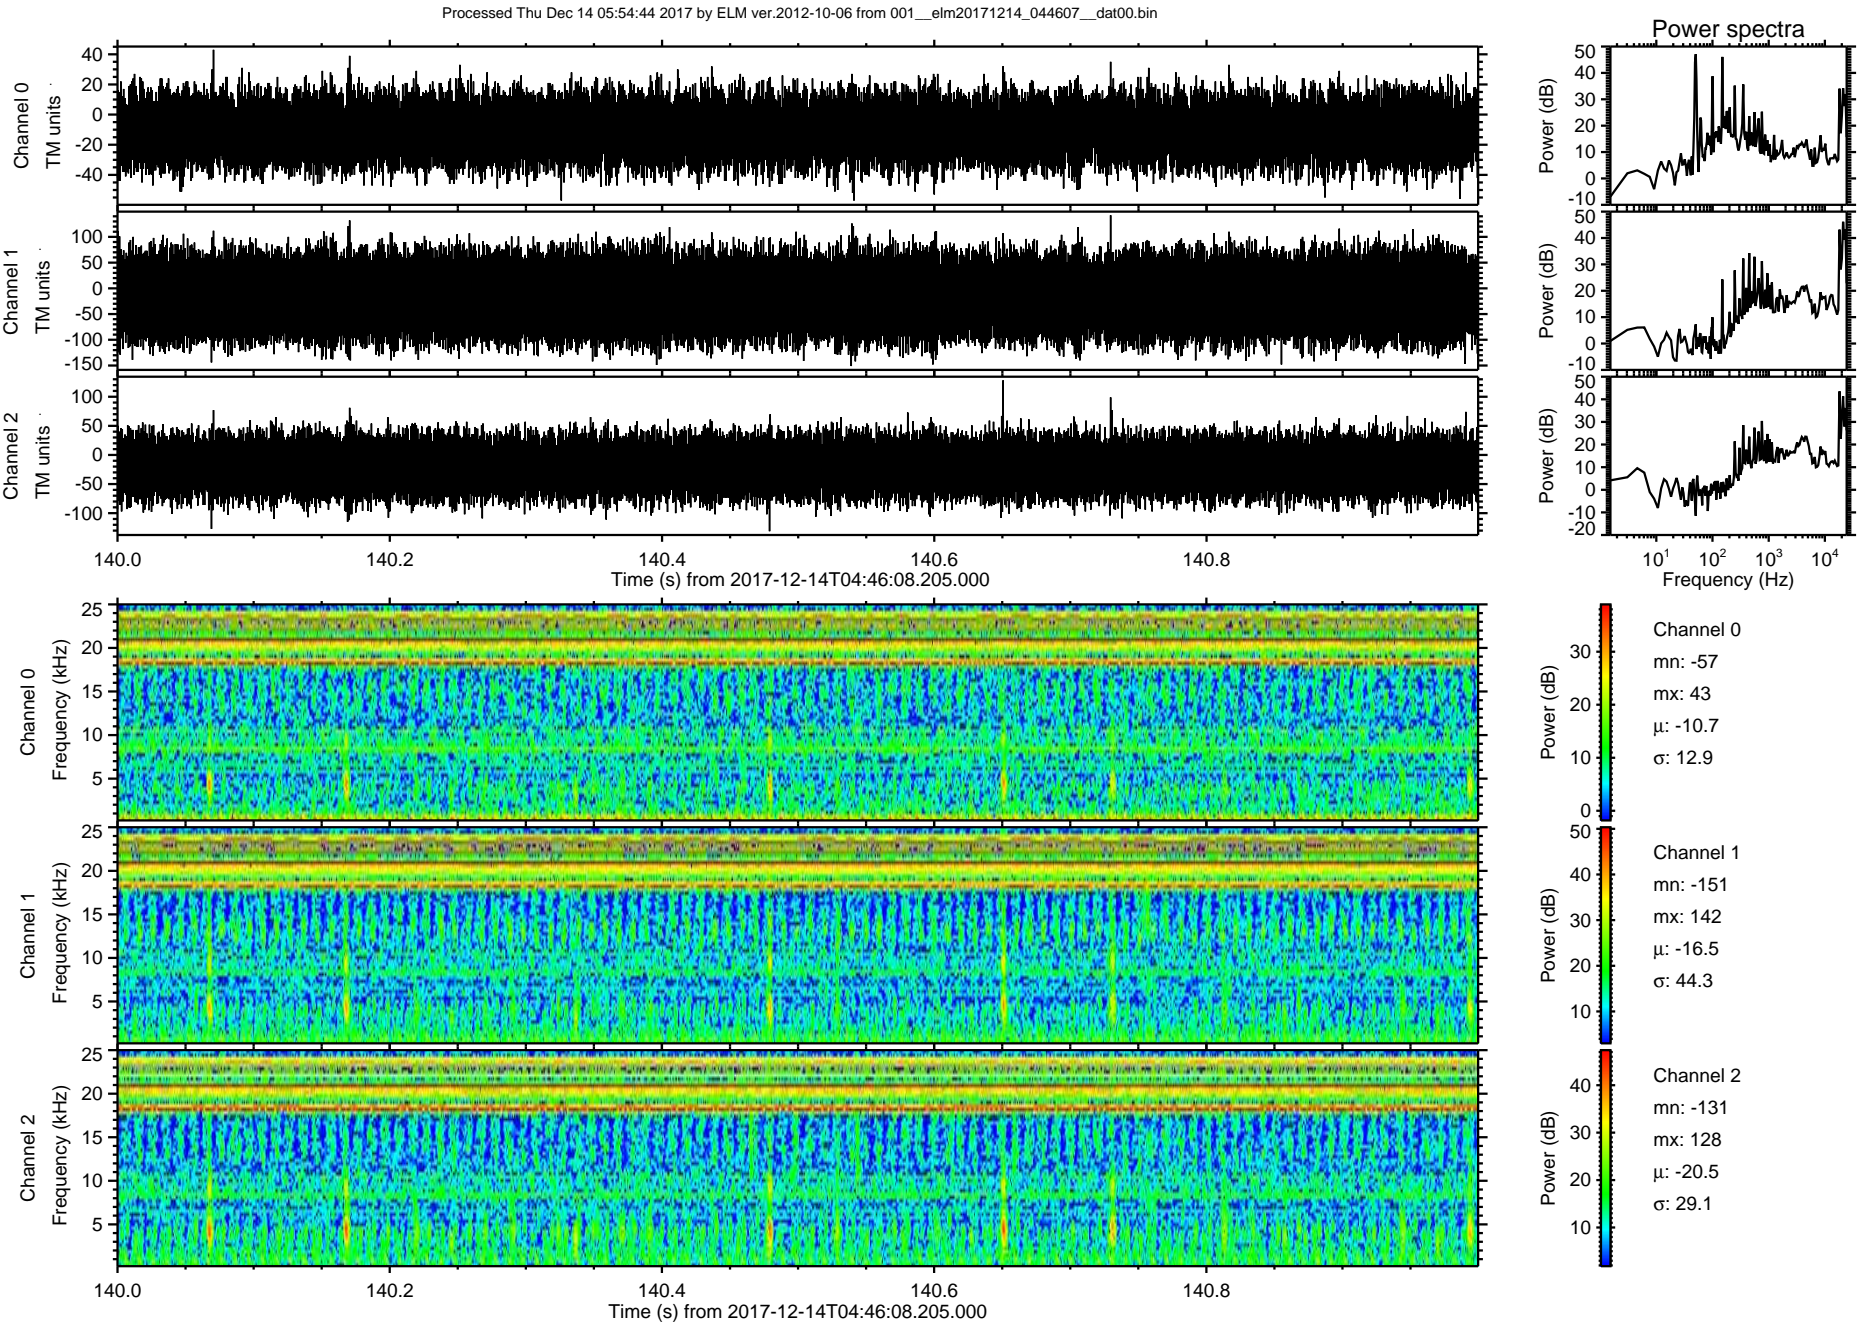 Processed Thu Dec 14 05:54:44 2017 by ELM ver.2012-10-06 from 001__elm20171214_044607__dat00.bin
Power spectra
Channel 0
TM units
40
20
0
-20
-40
Power (dB)
50
40
30
20
10
0
-10
Channel 1
TM units
100
50
0
-50
-100
-150
Power (dB)
50
40
30
20
10
0
-10
Channel 2
TM units
100
50
0
-50
-100
Power (dB)
50
40
30
20
10
0
-10
-20
140.0 140.2 140.4 140.6 140.8
Time (s) from 2017-12-14T04:46:08.205.000
10¹ 10² 10³ 10⁴
Frequency (Hz)
Channel 0
Frequency (kHz)
25
20
15
10
5
Power (dB)
30
20
10
0
Channel 0
mn: -57
mx: 43
μ: -10.7
σ: 12.9
Channel 1
Frequency (kHz)
25
20
15
10
5
Power (dB)
50
40
30
20
10
Channel 1
mn: -151
mx: 142
μ: -16.5
σ: 44.3
Channel 2
Frequency (kHz)
25
20
15
10
5
Power (dB)
40
30
20
10
Channel 2
mn: -131
mx: 128
μ: -20.5
σ: 29.1
140.0 140.2 140.4 140.6 140.8
Time (s) from 2017-12-14T04:46:08.205.000